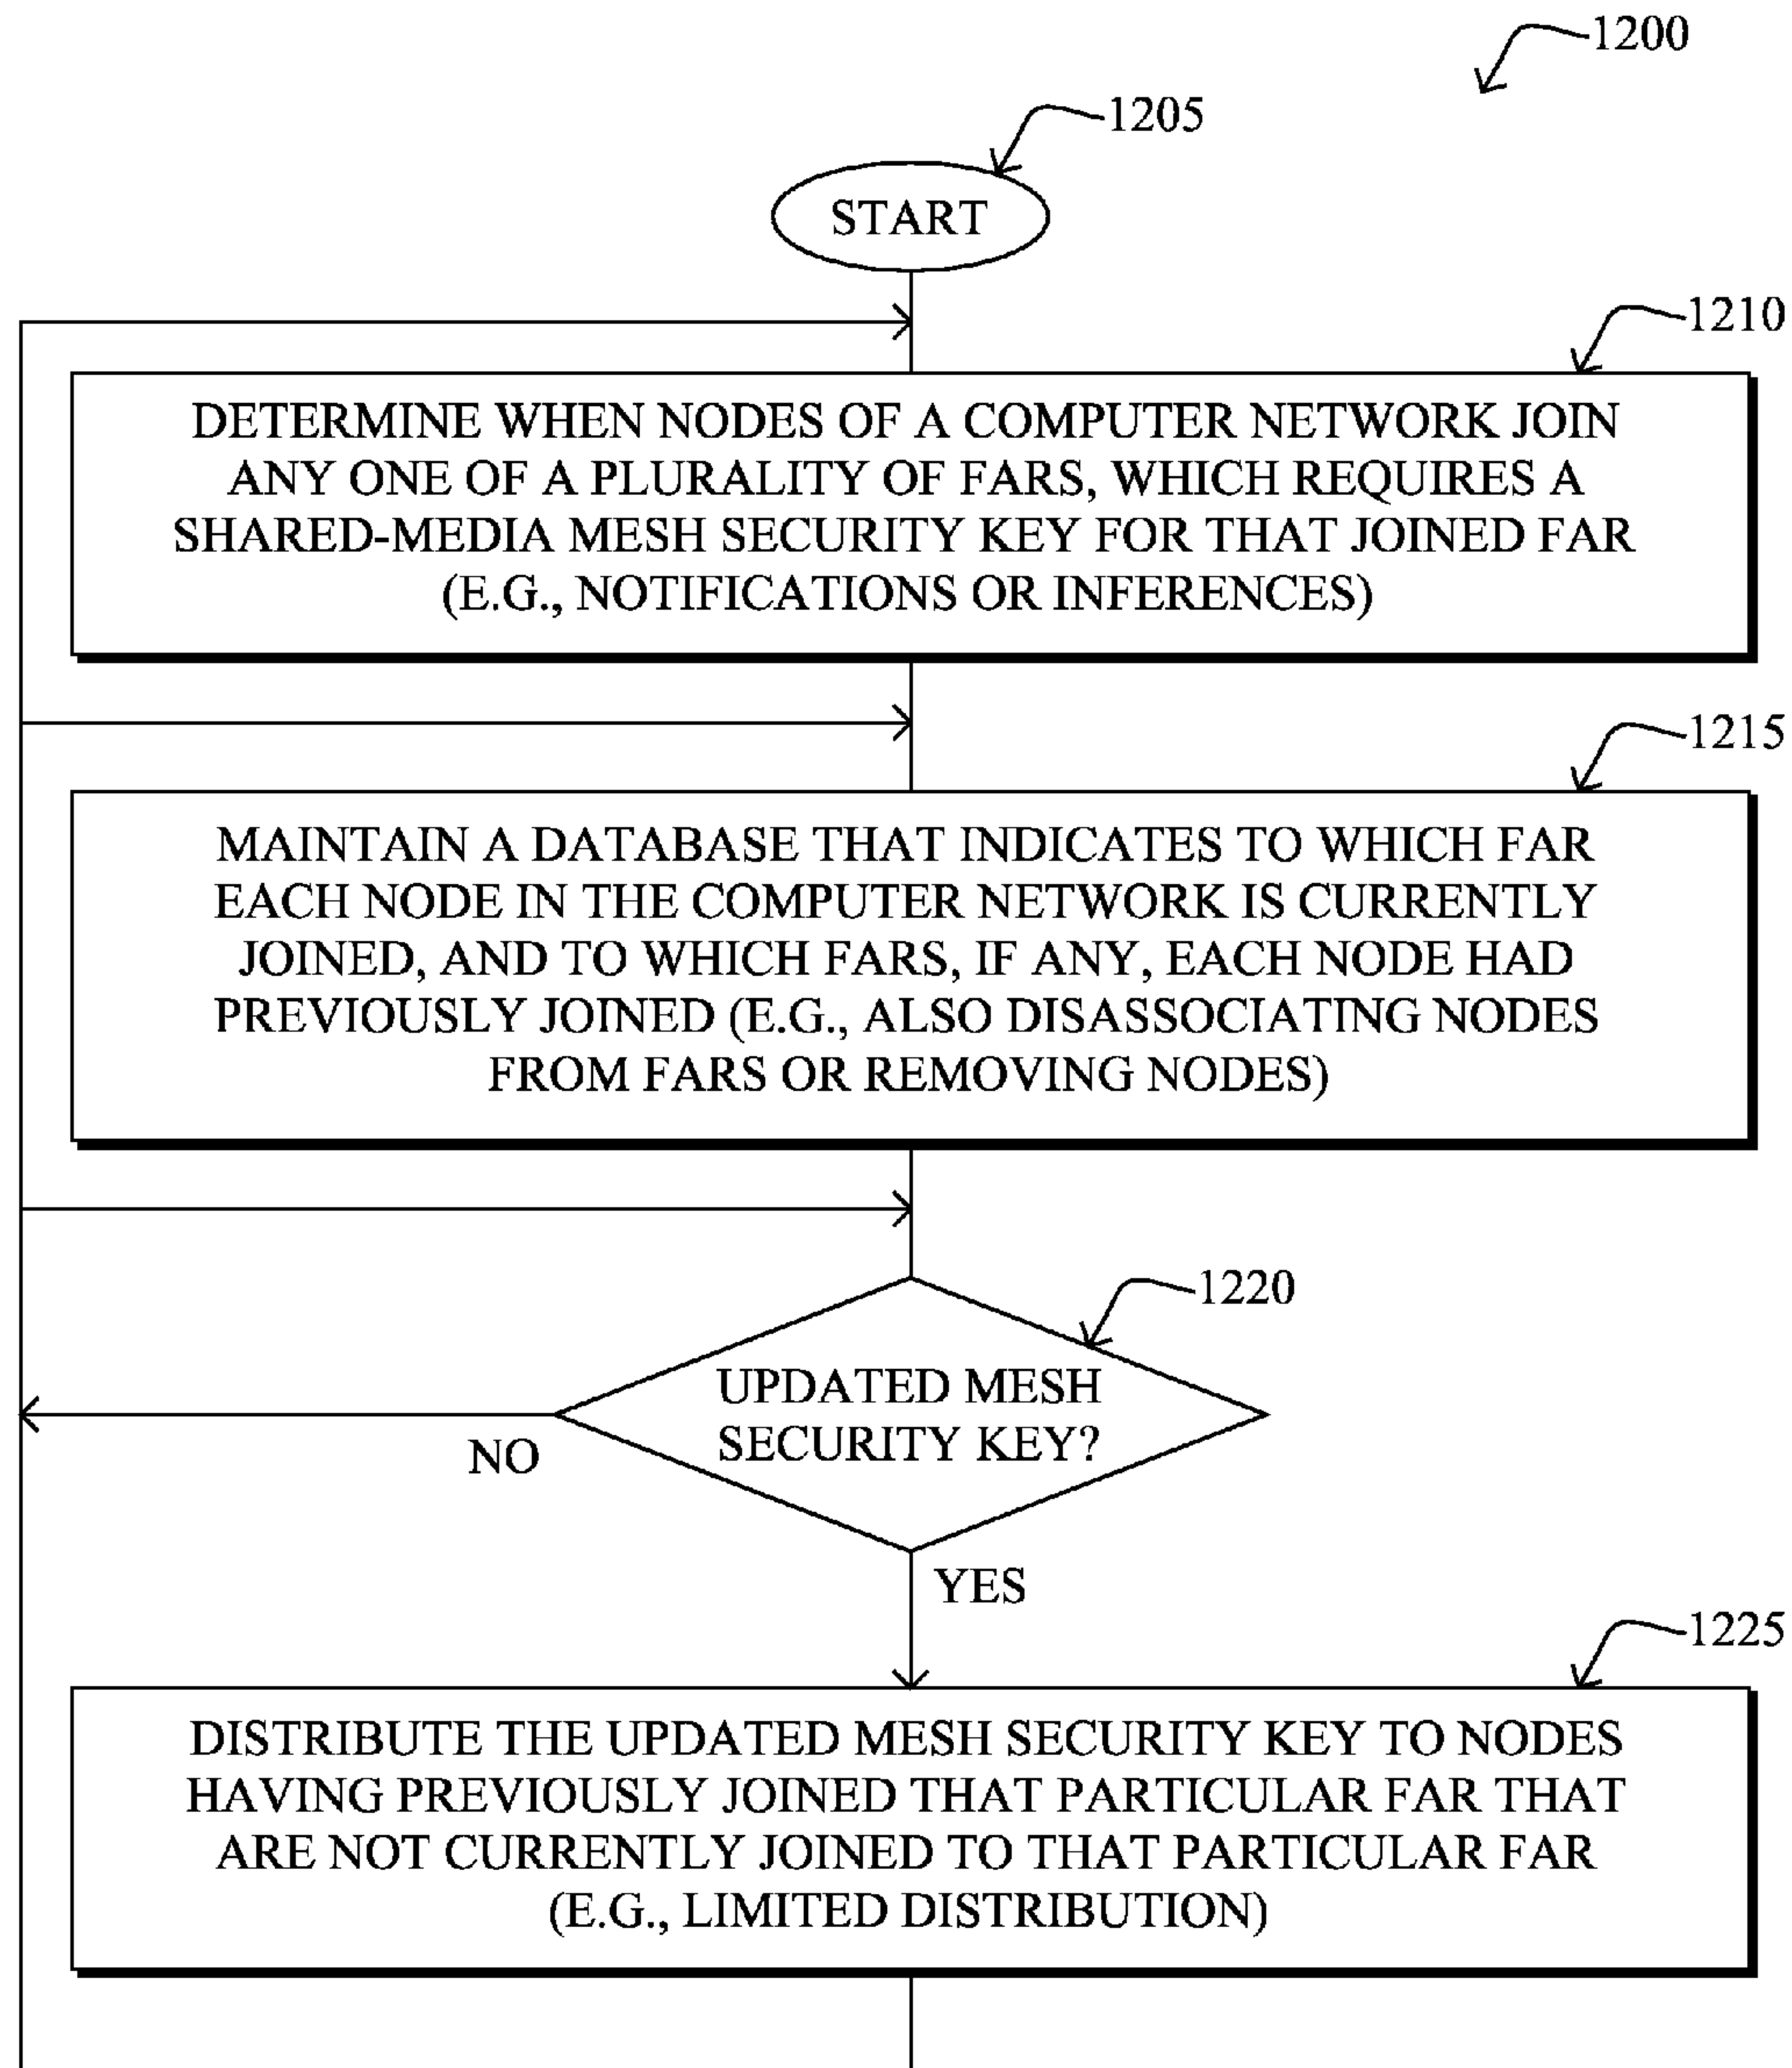 1200
1205
START
1210
DETERMINE WHEN NODES OF A COMPUTER NETWORK JOIN
ANY ONE OF A PLURALITY OF FARS, WHICH REQUIRES A
SHARED-MEDIA MESH SECURITY KEY FOR THAT JOINED FAR
(E.G., NOTIFICATIONS OR INFERENCES)
1215
MAINTAIN A DATABASE THAT INDICATES TO WHICH FAR
EACH NODE IN THE COMPUTER NETWORK IS CURRENTLY
JOINED, AND TO WHICH FARS, IF ANY, EACH NODE HAD
PREVIOUSLY JOINED (E.G., ALSO DISASSOCIATING NODES
FROM FARS OR REMOVING NODES)
1220
UPDATED MESH
SECURITY KEY?
NO
YES
1225
DISTRIBUTE THE UPDATED MESH SECURITY KEY TO NODES
HAVING PREVIOUSLY JOINED THAT PARTICULAR FAR THAT
ARE NOT CURRENTLY JOINED TO THAT PARTICULAR FAR
(E.G., LIMITED DISTRIBUTION)